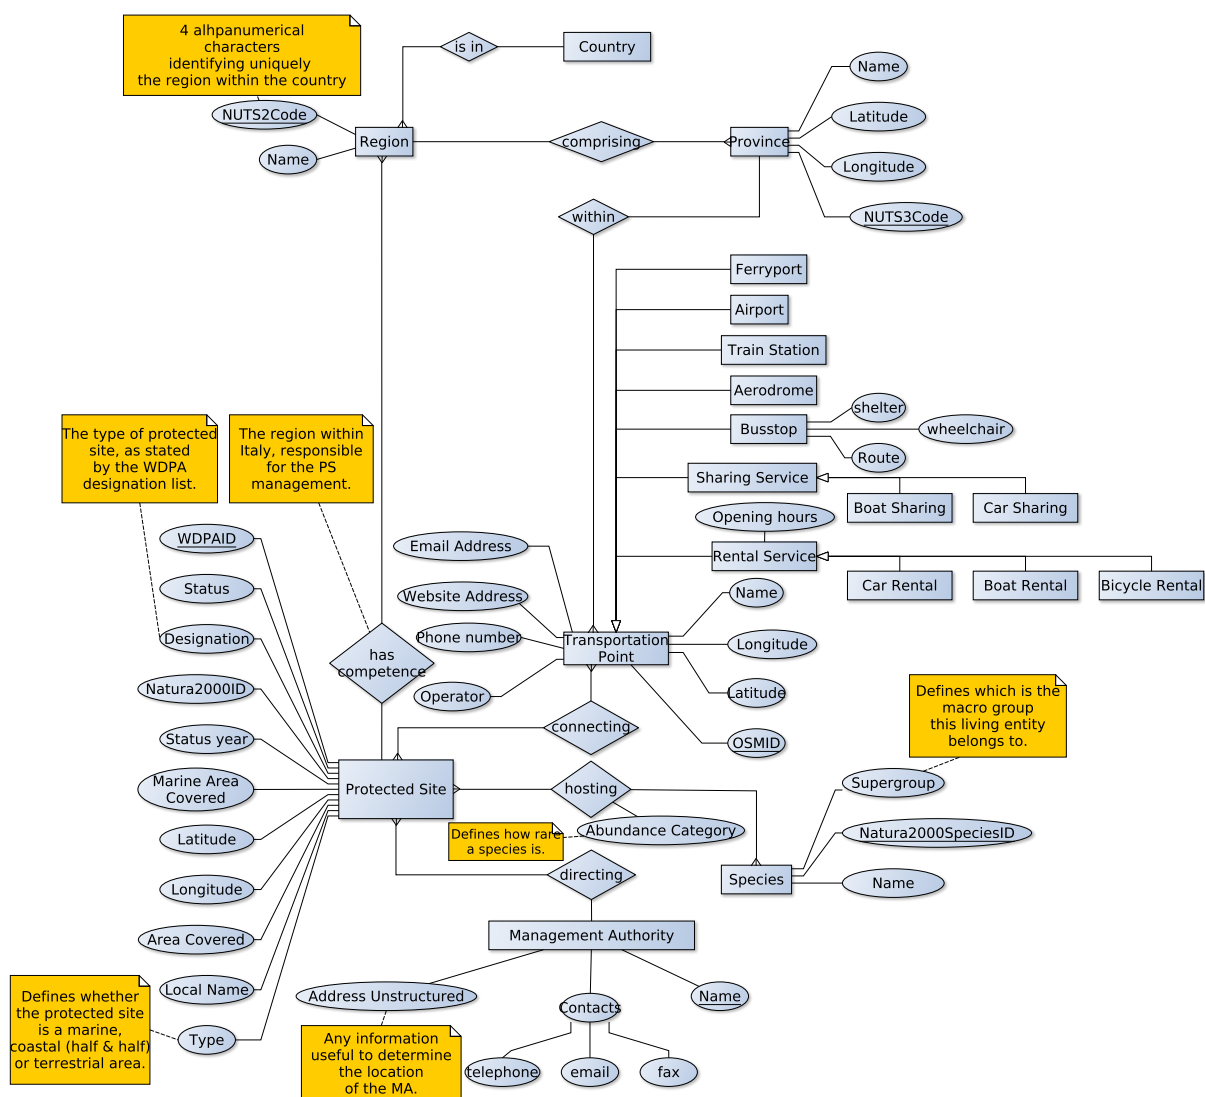 4 alhpanumerical
characters
identifying uniquely
the region within the country
is in
Country
NUTS2Code
Name
Region
comprising
Province
Name
Latitude
Longitude
NUTS3Code
within
Ferryport
Airport
Train Station
Aerodrome
Busstop
shelter
wheelchair
Route
Sharing Service
Boat Sharing
Car Sharing
Opening hours
Rental Service
Car Rental
Boat Rental
Bicycle Rental
The type of protected
site, as stated
by the WDPA
designation list.
The region within
Italy, responsible
for the PS
management.
WDPAID
Status
Designation
Natura2000ID
Status year
Marine Area
Covered
Latitude
Longitude
Area Covered
Local Name
Type
has
competence
Email Address
Website Address
Phone number
Operator
Transportation
Point
Name
Longitude
Latitude
OSMID
connecting
Protected Site
hosting
Abundance Category
Defines how rare
a species is.
directing
Defines which is the
macro group
this living entity
belongs to.
Supergroup
Natura2000SpeciesID
Name
Species
Management Authority
Address Unstructured
Contacts
Name
telephone
email
fax
Defines whether
the protected site
is a marine,
coastal (half & half)
or terrestrial area.
Any information
useful to determine
the location
of the MA.